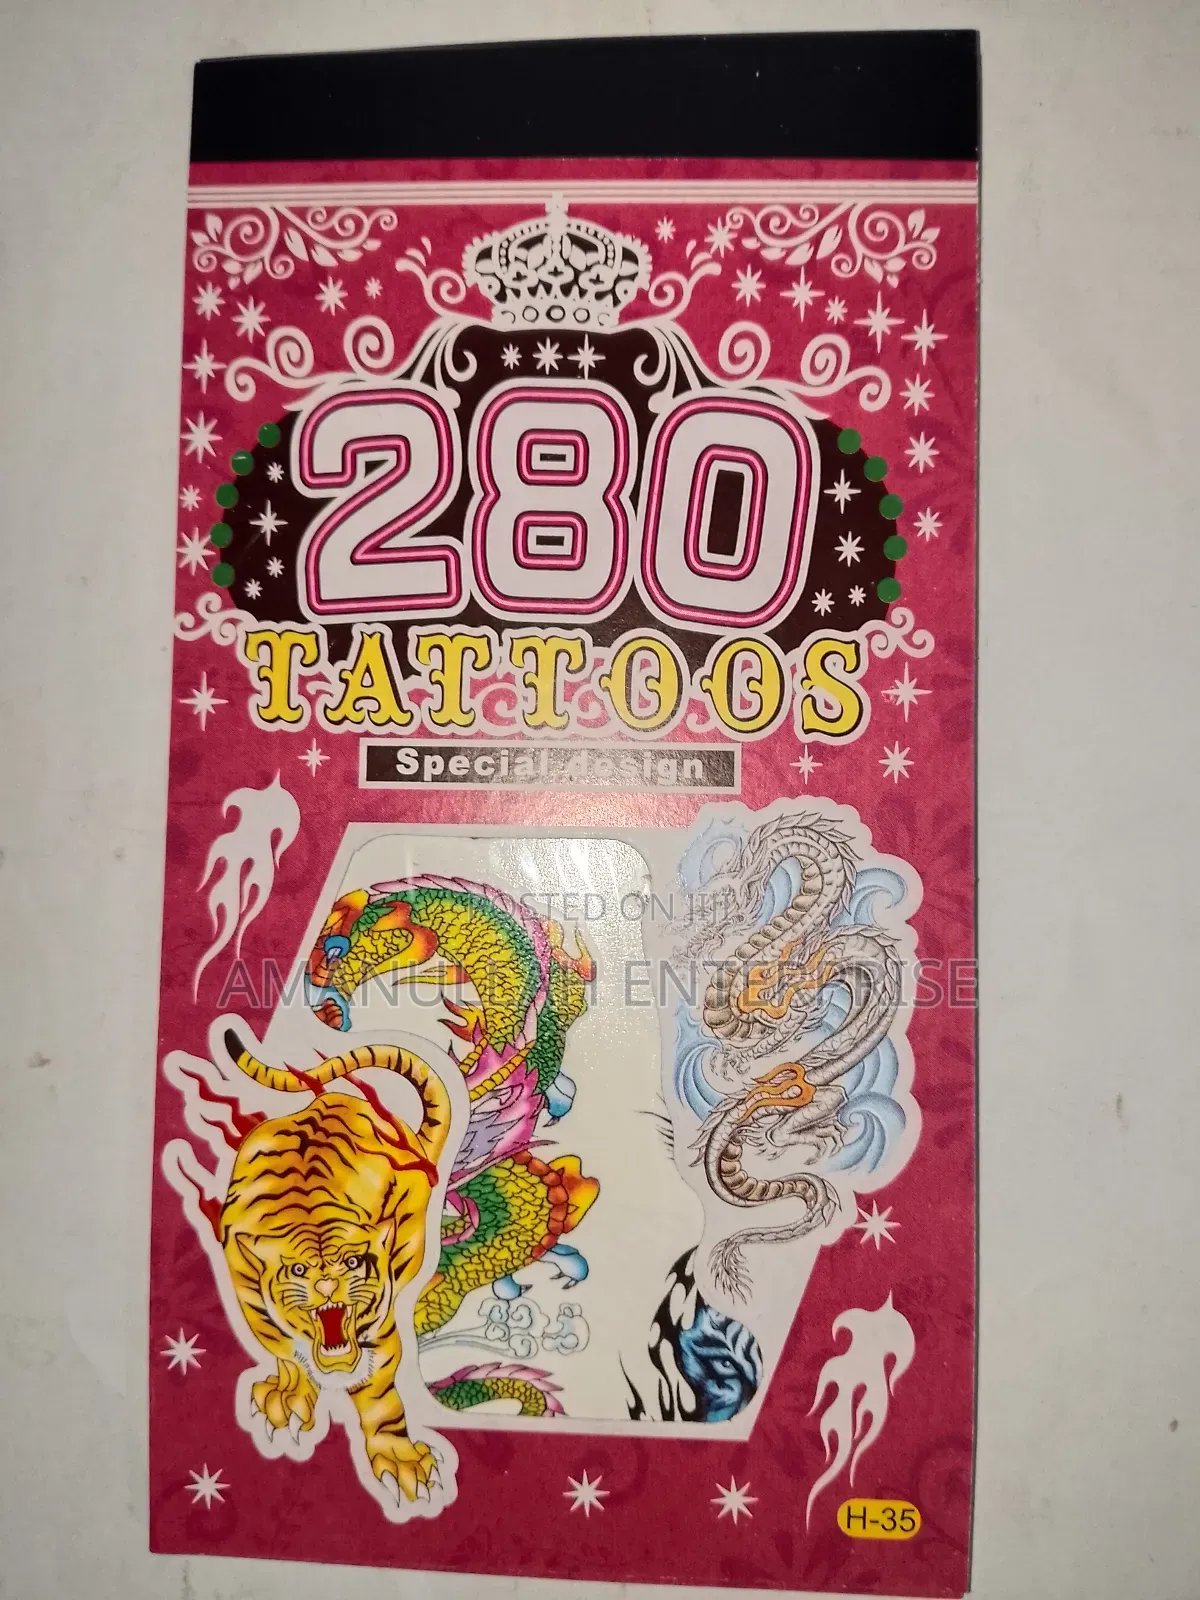 280
TATTOOS
Special design
POSTED ON JIJI
AMANULLAH ENTERPRISE
H-35